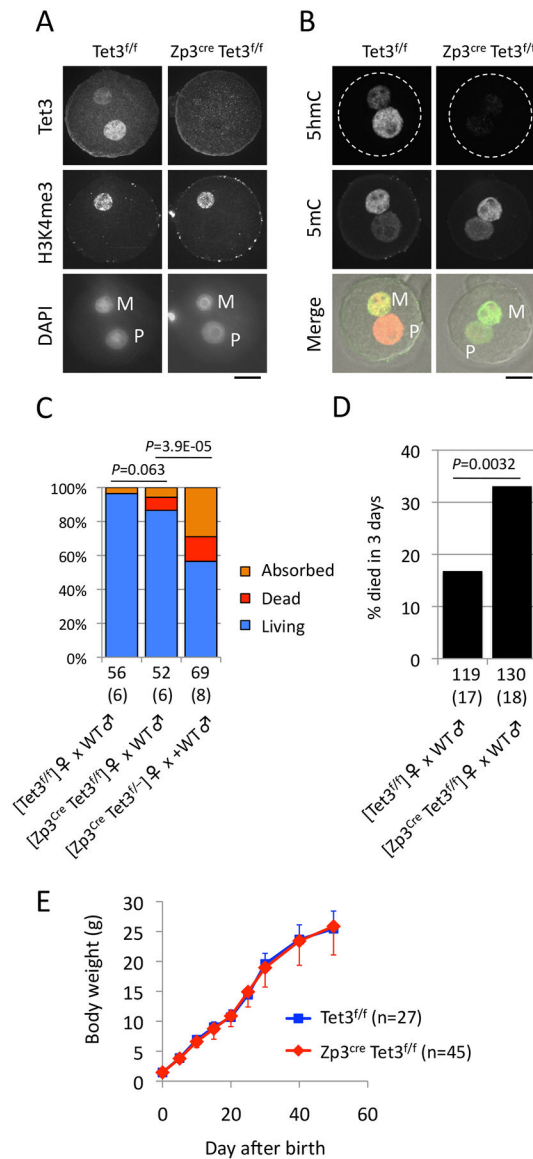 A
Tet3f/f
Zp3cre Tet3f/f
Tet3
H3K4me3
DAPI
M
P
M
P
B
Tet3f/f
Zp3cre Tet3f/f
5hmC
5mC
Merge
M
P
M
P
C
P=3.9E-05
P=0.063
100%
80%
60%
40%
20%
0%
Absorbed
Dead
Living
56
(6)
52
(6)
69
(8)
[Tet3f/f]♀ x WT♂
[Zp3Cre Tet3f/f]♀ x WT♂
[Zp3Cre Tet3f/–]♀ x +WT♂
D
% died in 3 days
40
30
20
10
0
P=0.0032
119
(17)
130
(18)
[Tet3f/f]♀ x WT♂
[Zp3Cre Tet3f/f]♀ x WT♂
E
Body weight (g)
30
25
20
15
10
5
0
Tet3f/f (n=27)
Zp3cre Tet3f/f (n=45)
0
20
40
60
Day after birth